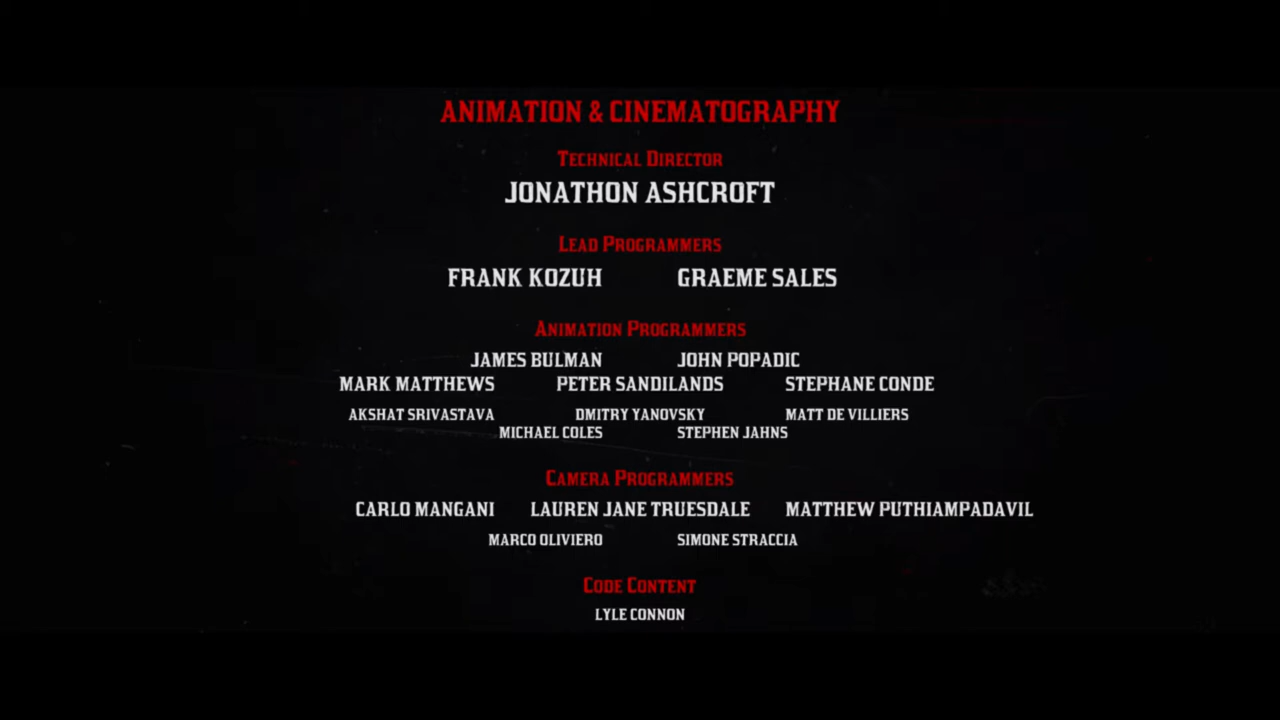 ANIMATION & CINEMATOGRAPHY
TECHNICAL DIRECTOR
JONATHON ASHCROFT
LEAD PROGRAMMERS
FRANK KOZUH GRAEME SALES
ANIMATION PROGRAMMERS
JAMES BULMAN JOHN POPADIC
MARK MATTHEWS PETER SANDILANDS STEPHANE CONDE
AKSHAT SRIVASTAVA DMITRY YANOVSKY MATT DE VILLIERS
MICHAEL COLES STEPHEN JAHNS
CAMERA PROGRAMMERS
CARLO MANGANI LAUREN JANE TRUESDALE MATTHEW PUTHIAMPADAVIL
MARCO OLIVIERO SIMONE STRACCIA
CODE CONTENT
LYLE CONNON